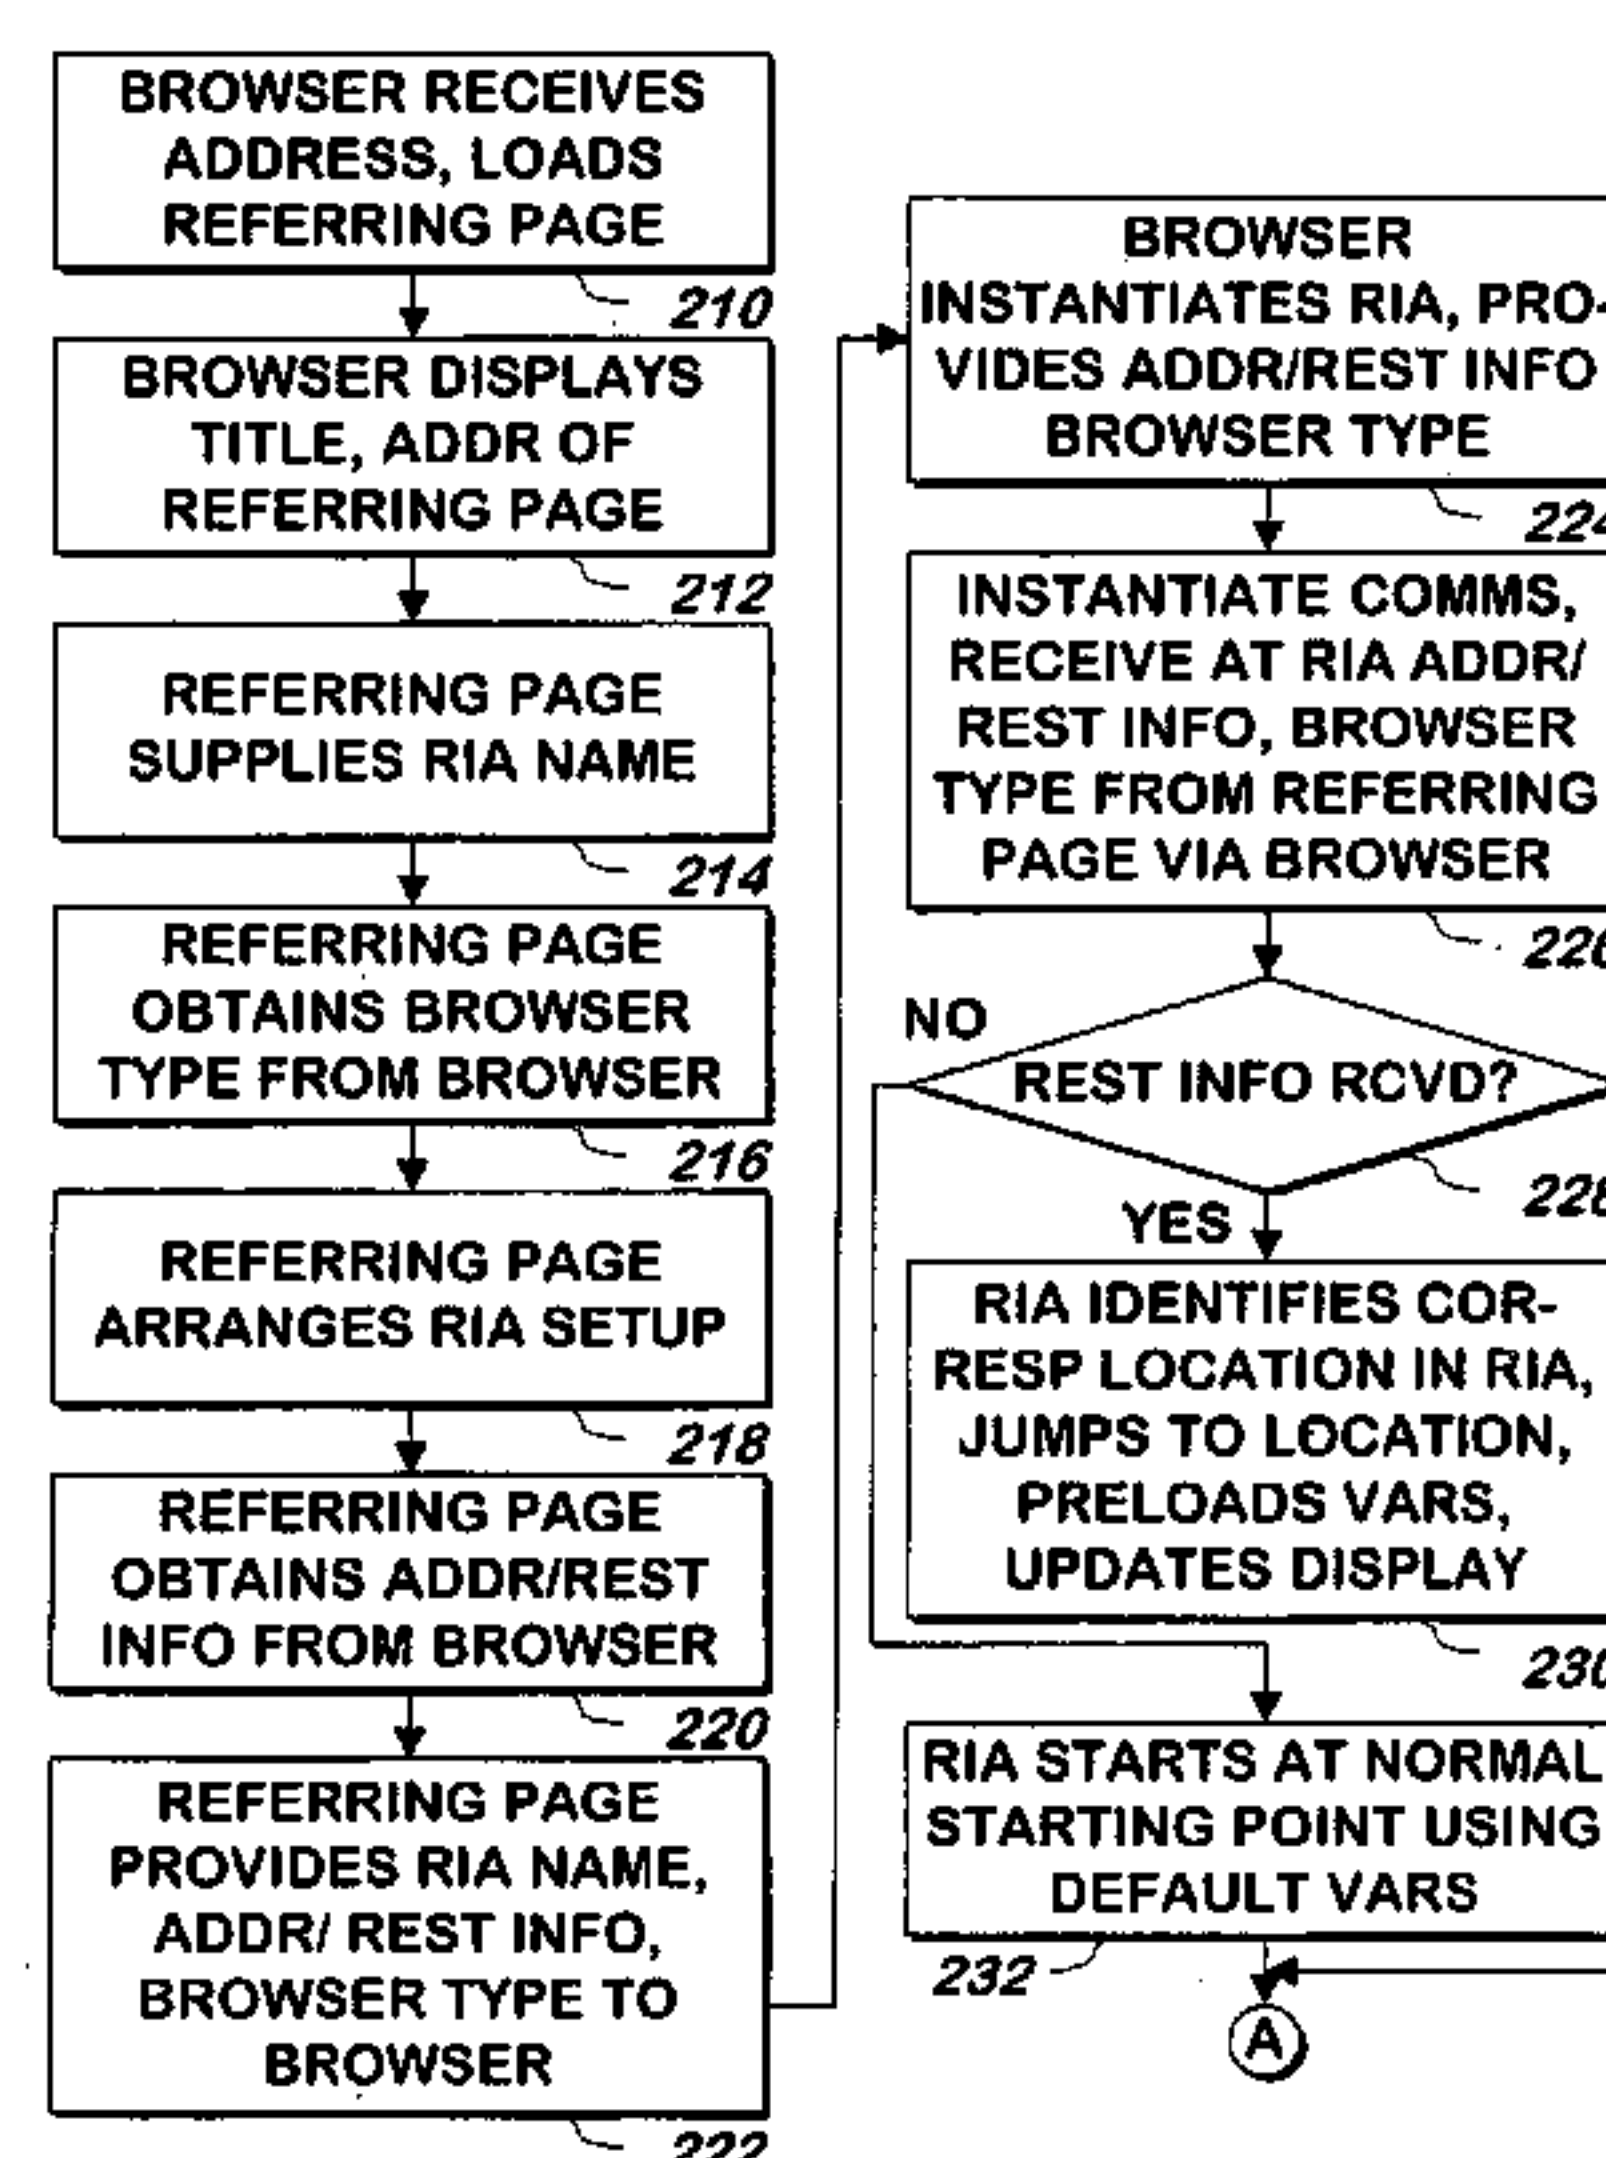 BROWSER RECEIVES
ADDRESS, LOADS
REFERRING PAGE
210
BROWSER DISPLAYS
TITLE, ADDR OF
REFERRING PAGE
212
REFERRING PAGE
SUPPLIES RIA NAME
214
REFERRING PAGE
OBTAINS BROWSER
TYPE FROM BROWSER
216
REFERRING PAGE
ARRANGES RIA SETUP
218
REFERRING PAGE
OBTAINS ADDR/REST
INFO FROM BROWSER
220
REFERRING PAGE
PROVIDES RIA NAME,
ADDR/ REST INFO,
BROWSER TYPE TO
BROWSER
222
BROWSER
INSTANTIATES RIA, PRO-
VIDES ADDR/REST INFO
BROWSER TYPE
224
INSTANTIATE COMMS,
RECEIVE AT RIA ADDR/
REST INFO, BROWSER
TYPE FROM REFERRING
PAGE VIA BROWSER
226
NO
REST INFO RCVD?
228
YES
RIA IDENTIFIES COR-
RESP LOCATION IN RIA,
JUMPS TO LOCATION,
PRELOADS VARS,
UPDATES DISPLAY
230
RIA STARTS AT NORMAL
STARTING POINT USING
DEFAULT VARS
232
A